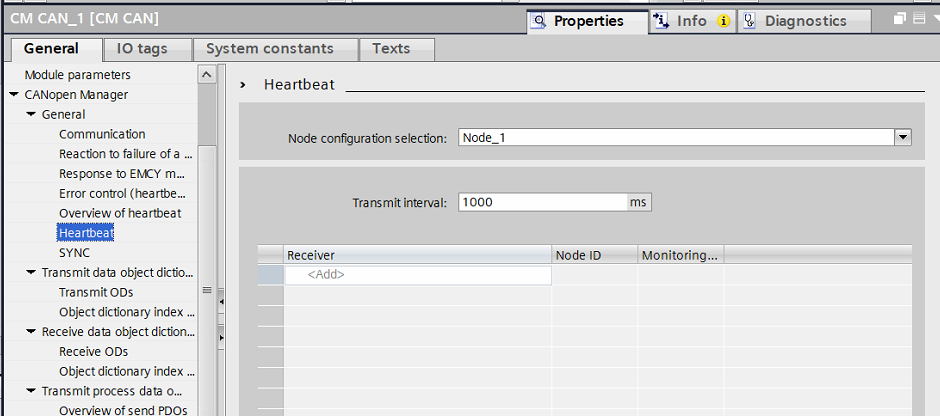 CM CAN_1 [CM CAN]
Properties
Info
Diagnostics
General
IO tags
System constants
Texts
Module parameters
CANopen Manager
General
Communication
Reaction to failure of a ...
Response to EMCY m...
Error control (heartbe...
Overview of heartbeat
Heartbeat
SYNC
Transmit data object dictio...
Transmit ODs
Object dictionary index ...
Receive data object diction...
Receive ODs
Object dictionary index ...
Transmit process data o...
Overview of send PDOs
Heartbeat
Node configuration selection: Node_1
Transmit interval: 1000 ms
Receiver Node ID Monitoring...
<Add>